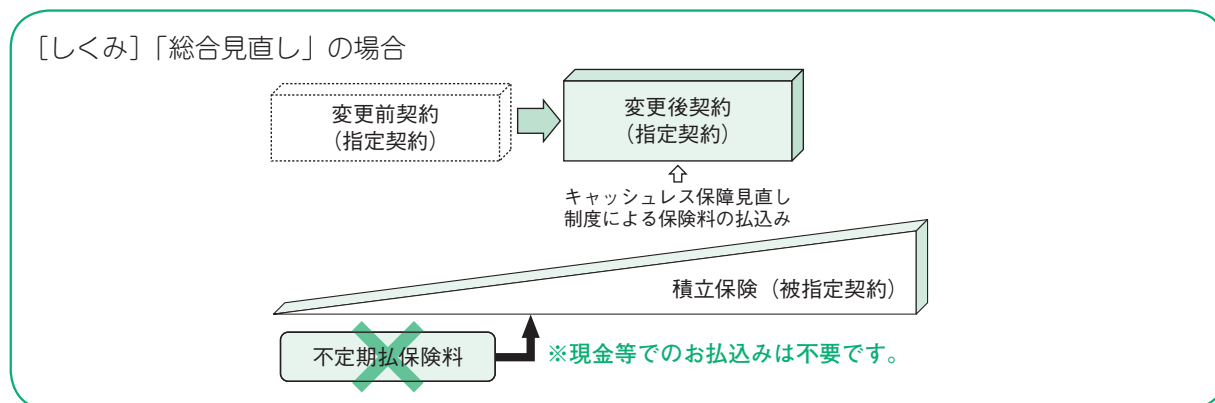 [しくみ]「総合見直し」の場合
変更前契約
(指定契約)
変更後契約
(指定契約)
キャッシュレス保障見直し
制度による保険料の払込み
積立保険(被指定契約)
不定期払保険料
※現金等でのお払込みは不要です。